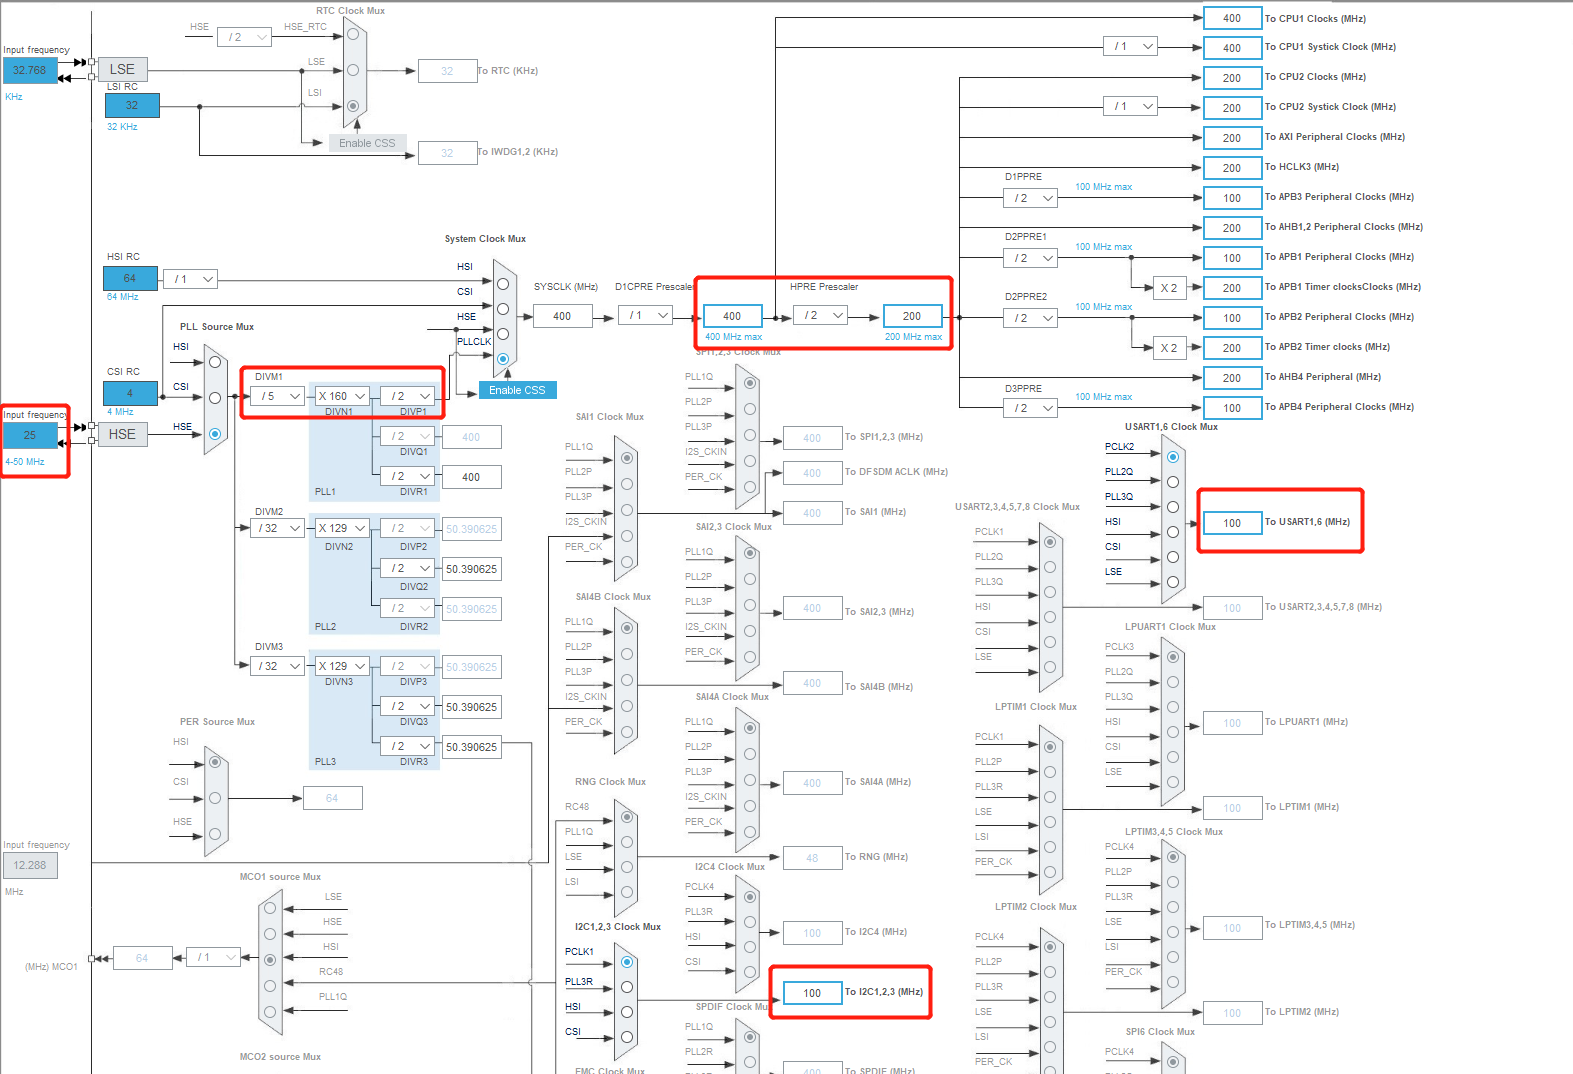 RTC Clock Mux
HSE
/ 2
HSE_RTC
Input frequency
32.768
KHz
LSE
LSE
32
To RTC (KHz)
LSI RC
32
32 KHz
LSI
Enable CSS
32
To IWDG1,2 (KHz)
400
To CPU1 Clocks (MHz)
/ 1
400
To CPU1 Systick Clock (MHz)
200
To CPU2 Clocks (MHz)
/ 1
200
To CPU2 Systick Clock (MHz)
200
To AXI Peripheral Clocks (MHz)
200
To HCLK3 (MHz)
D1PPRE
/ 2
100 MHz max
100
To APB3 Peripheral Clocks (MHz)
200
To AHB1,2 Peripheral Clocks (MHz)
D2PPRE1
/ 2
100 MHz max
100
To APB1 Peripheral Clocks (MHz)
X 2
200
To APB1 Timer clocksClocks (MHz)
D2PPRE2
/ 2
100 MHz max
100
To APB2 Peripheral Clocks (MHz)
X 2
200
To APB2 Timer clocks (MHz)
200
To AHB4 Peripheral (MHz)
D3PPRE
/ 2
100 MHz max
100
To APB4 Peripheral Clocks (MHz)
System Clock Mux
HSI RC
64
64 MHz
/ 1
HSI
CSI
HSE
PLLCLK
SYSCLK (MHz)
400
D1CPRE Prescaler
/ 1
400
400 MHz max
HPRE Prescaler
/ 2
200
200 MHz max
Enable CSS
PLL Source Mux
HSI
CSI RC
4
4 MHz
CSI
Input frequency
25
4-50 MHz
HSE
HSE
DIVM1
/ 5
X 160
DIVN1
/ 2
DIVP1
/ 2
400
DIVQ1
/ 2
400
DIVR1
PLL1
DIVM2
/ 32
X 129
DIVN2
/ 2
50.390625
DIVP2
/ 2
50.390625
DIVQ2
/ 2
50.390625
DIVR2
PLL2
DIVM3
/ 32
X 129
DIVN3
/ 2
50.390625
DIVP3
/ 2
50.390625
DIVQ3
/ 2
50.390625
DIVR3
PLL3
PER Source Mux
HSI
CSI
HSE
64
Input frequency
12.288
MHz
MCO1 source Mux
LSE
HSE
HSI
RC48
PLL1Q
/ 1
64
(MHz) MCO1
MCO2 source Mux
SPI1,2,3 Clock Mux
PLL1Q
PLL2P
PLL3P
I2S_CKIN
PER_CK
400
To SPI1,2,3 (MHz)
400
To DFSDM ACLK (MHz)
SAI1 Clock Mux
PLL1Q
PLL2P
PLL3P
I2S_CKIN
PER_CK
400
To SAI1 (MHz)
SAI2,3 Clock Mux
PLL1Q
PLL2P
PLL3P
I2S_CKIN
PER_CK
400
To SAI2,3 (MHz)
SAI4B Clock Mux
PLL1Q
PLL2P
PLL3P
I2S_CKIN
PER_CK
400
To SAI4B (MHz)
SAI4A Clock Mux
PLL1Q
PLL2P
PLL3P
I2S_CKIN
PER_CK
400
To SAI4A (MHz)
RNG Clock Mux
RC48
PLL1Q
LSE
LSI
48
To RNG (MHz)
I2C4 Clock Mux
PCLK4
PLL3R
HSI
CSI
100
To I2C4 (MHz)
I2C1,2,3 Clock Mux
PCLK1
PLL3R
HSI
CSI
100
To I2C1,2,3 (MHz)
SPDIF Clock Mux
PLL1Q
PLL2R
400
To SPDIF (MHz)
FMC Clock Mux
USART1,6 Clock Mux
PCLK2
PLL2Q
PLL3Q
HSI
CSI
LSE
100
To USART1,6 (MHz)
USART2,3,4,5,7,8 Clock Mux
PCLK1
PLL2Q
PLL3Q
HSI
CSI
LSE
100
To USART2,3,4,5,7,8 (MHz)
LPUART1 Clock Mux
PCLK3
PLL2Q
PLL3Q
HSI
CSI
LSE
100
To LPUART1 (MHz)
LPTIM1 Clock Mux
PCLK1
PLL2P
PLL3R
LSE
LSI
PER_CK
100
To LPTIM1 (MHz)
LPTIM3,4,5 Clock Mux
PCLK4
PLL2P
PLL3R
LSE
LSI
PER_CK
100
To LPTIM3,4,5 (MHz)
LPTIM2 Clock Mux
PCLK4
PLL2P
PLL3R
LSE
LSI
PER_CK
100
To LPTIM2 (MHz)
SPI6 Clock Mux
PCLK4